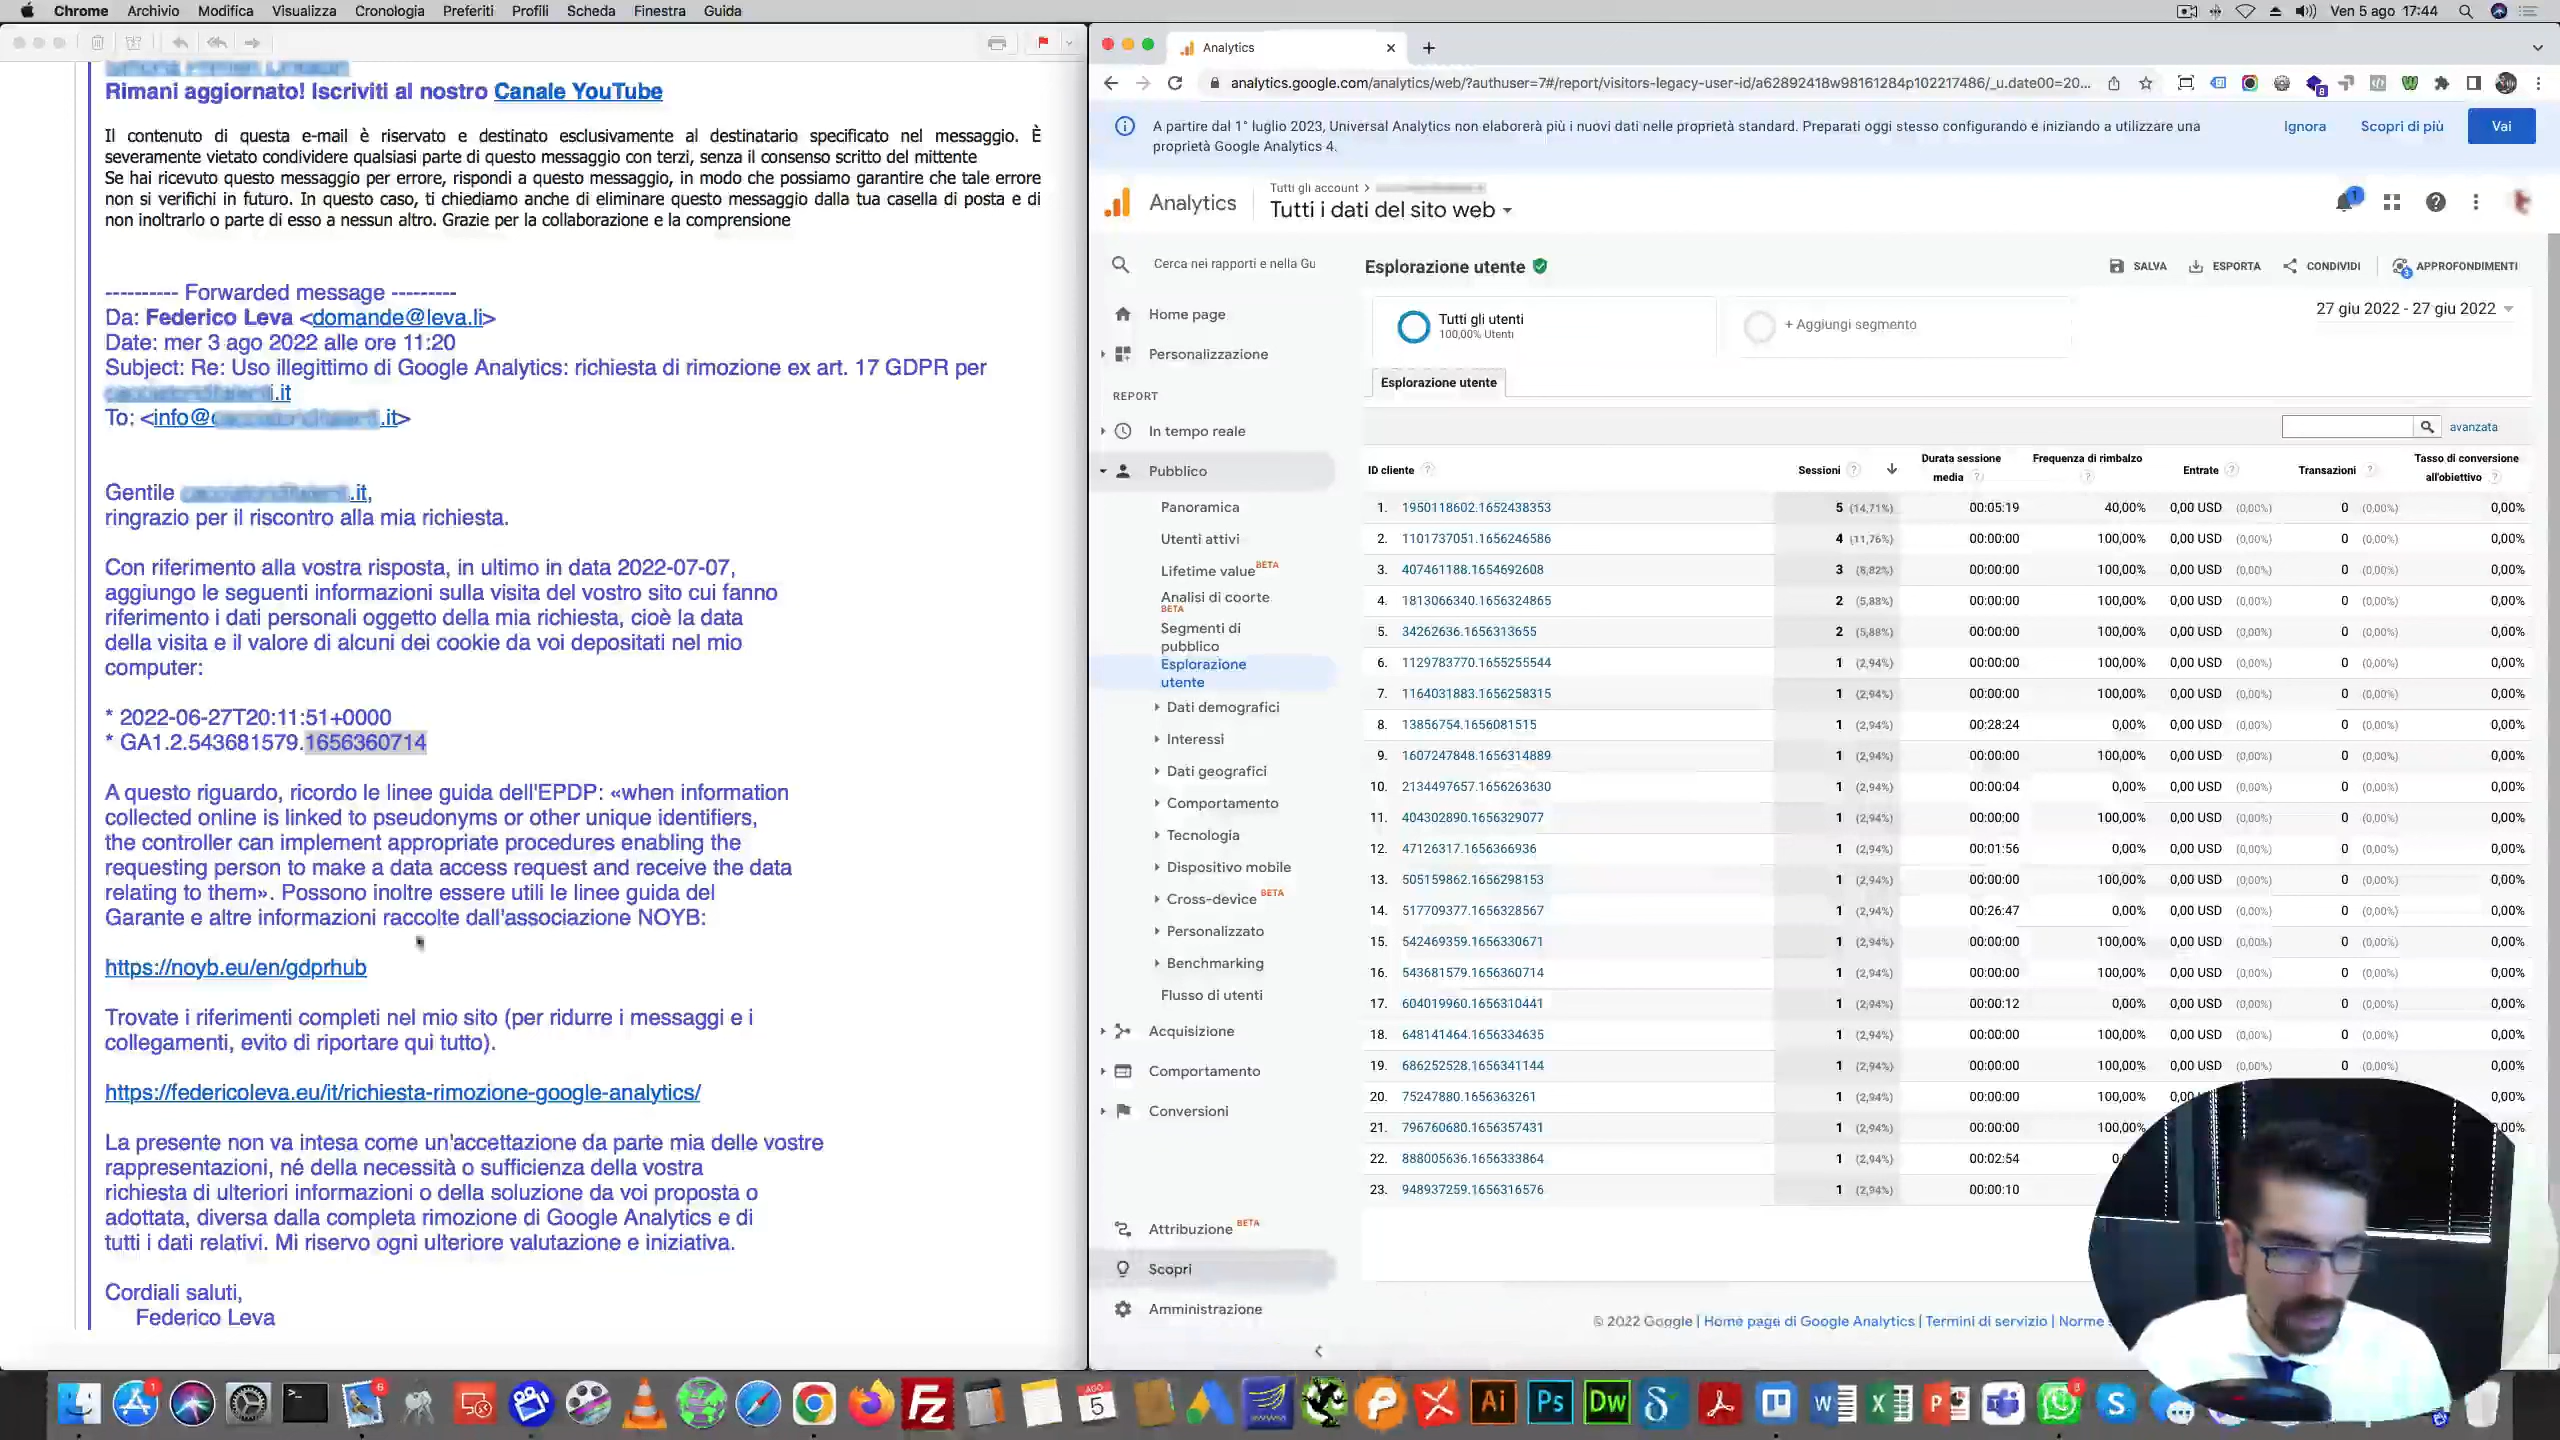 Chrome Archivio Modifica Visualizza Cronologia Preferiti Profili Scheda Finestra Guida
Ven 5 ago 17:44
Rimani aggiornato! Iscriviti al nostro Canale YouTube
Il contenuto di questa e-mail è riservato e destinato esclusivamente al destinatario specificato nel messaggio. È
severamente vietato condividere qualsiasi parte di questo messaggio con terzi, senza il consenso scritto del mittente
Se hai ricevuto questo messaggio per errore, rispondi a questo messaggio, in modo che possiamo garantire che tale errore
non si verifichi in futuro. In questo caso, ti chiediamo anche di eliminare questo messaggio dalla tua casella di posta e di
non inoltrarlo o parte di esso a nessun altro. Grazie per la collaborazione e la comprensione
---------- Forwarded message ---------
Da: Federico Leva <domande@leva.li>
Date: mer 3 ago 2022 alle ore 11:20
Subject: Re: Uso illegittimo di Google Analytics: richiesta di rimozione ex art. 17 GDPR per
i.it
To: <info@ .it>
Gentile .it,
ringrazio per il riscontro alla mia richiesta.
Con riferimento alla vostra risposta, in ultimo in data 2022-07-07,
aggiungo le seguenti informazioni sulla visita del vostro sito cui fanno
riferimento i dati personali oggetto della mia richiesta, cioè la data
della visita e il valore di alcuni dei cookie da voi depositati nel mio
computer:
* 2022-06-27T20:11:51+0000
* GA1.2.543681579.1656360714
A questo riguardo, ricordo le linee guida dell'EPDP: «when information
collected online is linked to pseudonyms or other unique identifiers,
the controller can implement appropriate procedures enabling the
requesting person to make a data access request and receive the data
relating to them». Possono inoltre essere utili le linee guida del
Garante e altre informazioni raccolte dall'associazione NOYB:
https://noyb.eu/en/gdprhub
Trovate i riferimenti completi nel mio sito (per ridurre i messaggi e i
collegamenti, evito di riportare qui tutto).
https://federicoleva.eu/it/richiesta-rimozione-google-analytics/
La presente non va intesa come un'accettazione da parte mia delle vostre
rappresentazioni, né della necessità o sufficienza della vostra
richiesta di ulteriori informazioni o della soluzione da voi proposta o
adottata, diversa dalla completa rimozione di Google Analytics e di
tutti i dati relativi. Mi riservo ogni ulteriore valutazione e iniziativa.
Cordiali saluti,
Federico Leva
Analytics
analytics.google.com/analytics/web/?authuser=7#/report/visitors-legacy-user-id/a62892418w98161284p102217486/_u.date00=20...
A partire dal 1° luglio 2023, Universal Analytics non elaborerà più i nuovi dati nelle proprietà standard. Preparati oggi stesso configurando e iniziando a utilizzare una
proprietà Google Analytics 4.
Ignora Scopri di più Vai
Analytics
Tutti gli account >
Tutti i dati del sito web
1
Cerca nei rapporti e nella Gu
Home page
Personalizzazione
REPORT
In tempo reale
Pubblico
Panoramica
Utenti attivi
Lifetime value BETA
Analisi di coorte
BETA
Segmenti di
pubblico
Esplorazione
utente
Dati demografici
Interessi
Dati geografici
Comportamento
Tecnologia
Dispositivo mobile
Cross-device BETA
Personalizzato
Benchmarking
Flusso di utenti
Acquisizione
Comportamento
Conversioni
Attribuzione BETA
Scopri
Amministrazione
Esplorazione utente
SALVA ESPORTA CONDIVIDI APPROFONDIMENTI
Tutti gli utenti
100,00% Utenti
+ Aggiungi segmento
27 giu 2022 - 27 giu 2022
Esplorazione utente
avanzata
ID cliente Sessioni Durata sessione media Frequenza di rimbalzo Entrate Transazioni Tasso di conversione all'obiettivo
1. 1950118602.1652438353 5 (14,71%) 00:05:19 40,00% 0,00 USD (0,00%) 0 (0,00%) 0,00%
2. 1101737051.1656246586 4 (11,76%) 00:00:00 100,00% 0,00 USD (0,00%) 0 (0,00%) 0,00%
3. 407461188.1654692608 3 (8,82%) 00:00:00 100,00% 0,00 USD (0,00%) 0 (0,00%) 0,00%
4. 1813066340.1656324865 2 (5,88%) 00:00:00 100,00% 0,00 USD (0,00%) 0 (0,00%) 0,00%
5. 34262636.1656313655 2 (5,88%) 00:00:00 100,00% 0,00 USD (0,00%) 0 (0,00%) 0,00%
6. 1129783770.1655255544 1 (2,94%) 00:00:00 100,00% 0,00 USD (0,00%) 0 (0,00%) 0,00%
7. 1164031883.1656258315 1 (2,94%) 00:00:00 100,00% 0,00 USD (0,00%) 0 (0,00%) 0,00%
8. 13856754.1656081515 1 (2,94%) 00:28:24 0,00% 0,00 USD (0,00%) 0 (0,00%) 0,00%
9. 1607247848.1656314889 1 (2,94%) 00:00:00 100,00% 0,00 USD (0,00%) 0 (0,00%) 0,00%
10. 2134497657.1656263630 1 (2,94%) 00:00:04 0,00% 0,00 USD (0,00%) 0 (0,00%) 0,00%
11. 404302890.1656329077 1 (2,94%) 00:00:00 100,00% 0,00 USD (0,00%) 0 (0,00%) 0,00%
12. 47126317.1656366936 1 (2,94%) 00:01:56 0,00% 0,00 USD (0,00%) 0 (0,00%) 0,00%
13. 505159862.1656298153 1 (2,94%) 00:00:00 100,00% 0,00 USD (0,00%) 0 (0,00%) 0,00%
14. 517709377.1656328567 1 (2,94%) 00:26:47 0,00% 0,00 USD (0,00%) 0 (0,00%) 0,00%
15. 542469359.1656330671 1 (2,94%) 00:00:00 100,00% 0,00 USD (0,00%) 0 (0,00%) 0,00%
16. 543681579.1656360714 1 (2,94%) 00:00:00 100,00% 0,00 USD (0,00%) 0 (0,00%) 0,00%
17. 604019960.1656310441 1 (2,94%) 00:00:12 0,00% 0,00 USD (0,00%) 0 (0,00%) 0,00%
18. 648141464.1656334635 1 (2,94%) 00:00:00 100,00% 0,00 USD (0,00%) 0 (0,00%) 0,00%
19. 686252528.1656341144 1 (2,94%) 00:00:00 100,00% 0,00 USD (0,00%) 0 (0,00%) 0,00%
20. 75247880.1656363261 1 (2,94%) 00:00:00 100,00% 0,00%
21. 796760680.1656357431 1 (2,94%) 00:00:00 100,00%
22. 888005636.1656333864 1 (2,94%) 00:02:54
23. 948937259.1656316576 1 (2,94%) 00:00:10
© 2022 Google | Home page di Google Analytics | Termini di servizio | Norme
AGO
5
Ai Ps Dw